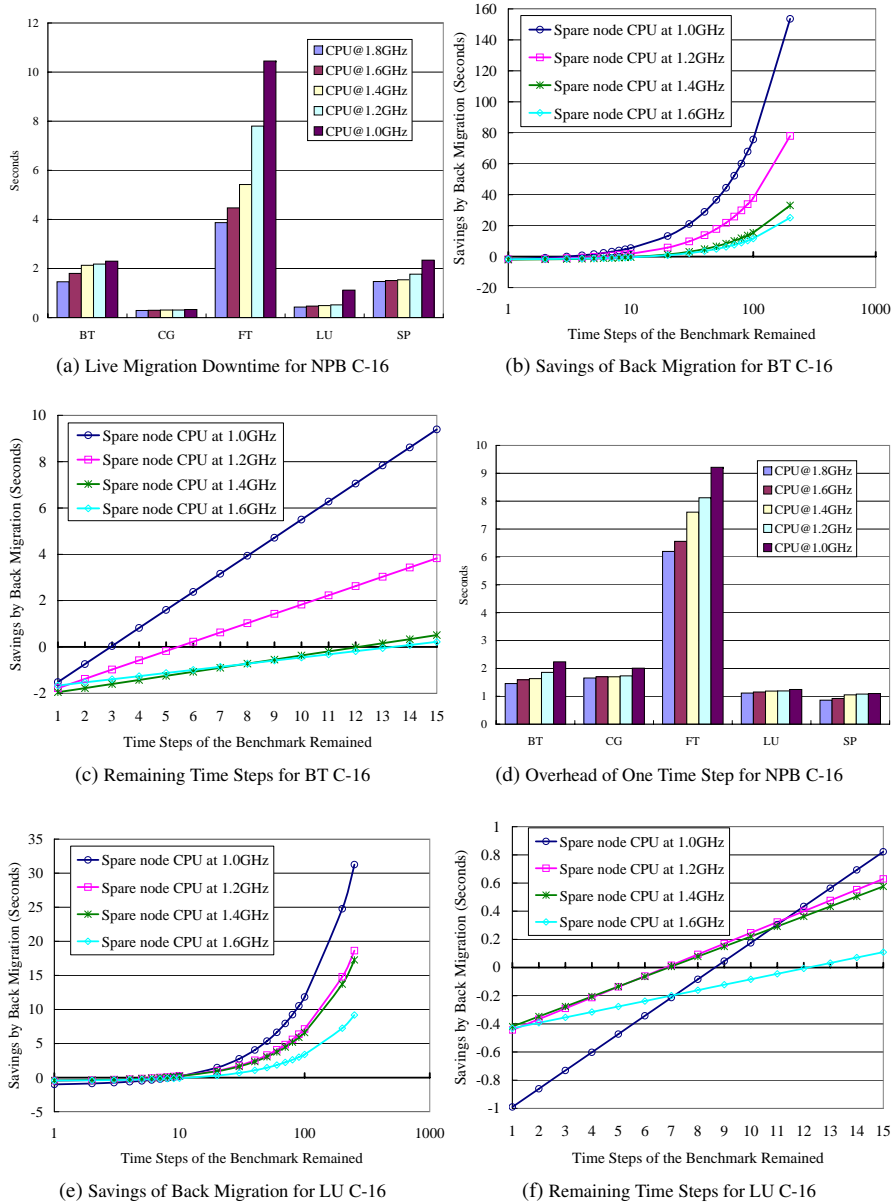 12
10
8
6
4
2
0
Seconds
CPU@1.8GHz
CPU@1.6GHz
CPU@1.4GHz
CPU@1.2GHz
CPU@1.0GHz
BT CG FT LU SP
(a) Live Migration Downtime for NPB C-16
160
140
120
100
80
60
40
20
0
-20
Savings by Back Migration (Seconds)
Spare node CPU at 1.0GHz
Spare node CPU at 1.2GHz
Spare node CPU at 1.4GHz
Spare node CPU at 1.6GHz
1 10 100 1000
Time Steps of the Benchmark Remained
(b) Savings of Back Migration for BT C-16
10
8
6
4
2
0
-2
Savings by Back Migration (Seconds)
Spare node CPU at 1.0GHz
Spare node CPU at 1.2GHz
Spare node CPU at 1.4GHz
Spare node CPU at 1.6GHz
1 2 3 4 5 6 7 8 9 10 11 12 13 14 15
Time Steps of the Benchmark Remained
(c) Remaining Time Steps for BT C-16
10
9
8
7
6
5
4
3
2
1
0
Seconds
CPU@1.8GHz
CPU@1.6GHz
CPU@1.4GHz
CPU@1.2GHz
CPU@1.0GHz
BT CG FT LU SP
(d) Overhead of One Time Step for NPB C-16
35
30
25
20
15
10
5
0
-5
Savings by Back Migration (Seconds)
Spare node CPU at 1.0GHz
Spare node CPU at 1.2GHz
Spare node CPU at 1.4GHz
Spare node CPU at 1.6GHz
1 10 100 1000
Time Steps of the Benchmark Remained
(e) Savings of Back Migration for LU C-16
1
0.8
0.6
0.4
0.2
0
-0.2
-0.4
-0.6
-0.8
-1
Savings by Back Migration (Seconds)
Spare node CPU at 1.0GHz
Spare node CPU at 1.2GHz
Spare node CPU at 1.4GHz
Spare node CPU at 1.6GHz
1 2 3 4 5 6 7 8 9 10 11 12 13 14 15
Time Steps of the Benchmark Remained
(f) Remaining Time Steps for LU C-16